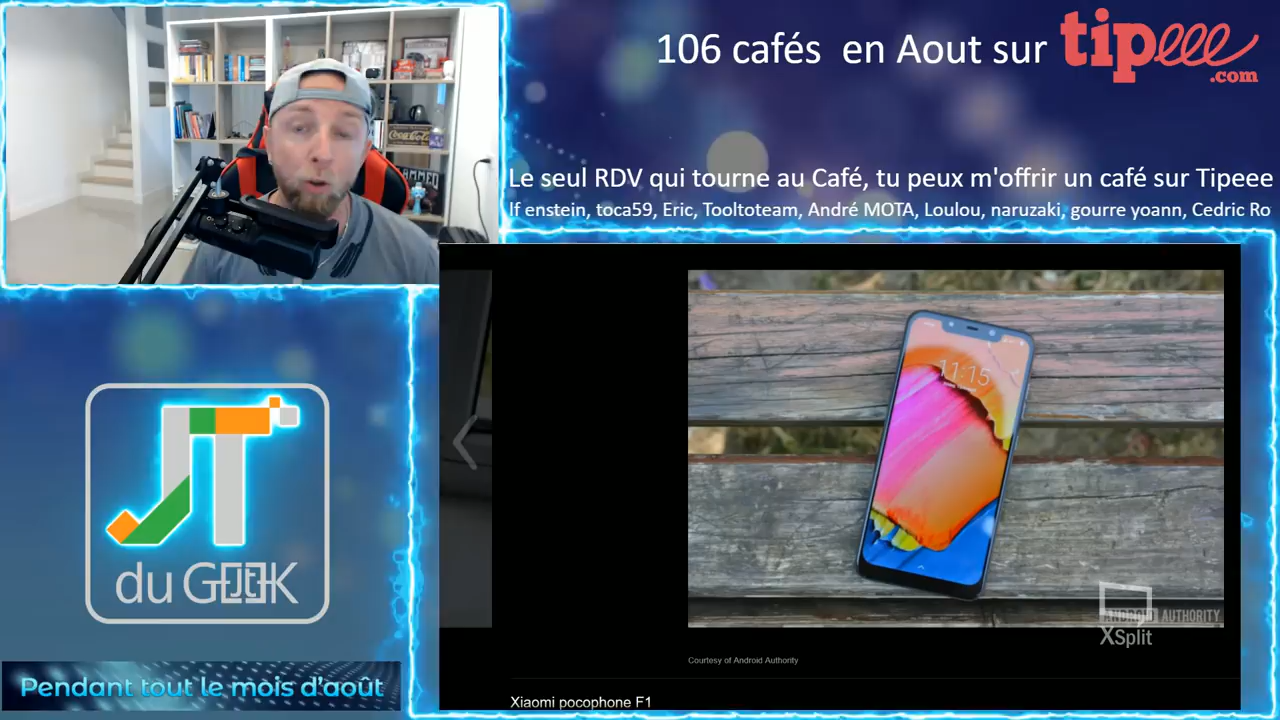 106 cafés en Aout sur tipeee.com
Le seul RDV qui tourne au Café, tu peux m'offrir un café sur Tipeee
lf enstein, toca59, Eric, Tooltoteam, André MOTA, Loulou, naruzaki, gourre yoann, Cedric Ro
Coca-Cola
11:15
JT
du GEEK
ANDROID AUTHORITY
XSplit
Courtesy of Android Authority
Pendant tout le mois d'août
Xiaomi pocophone F1